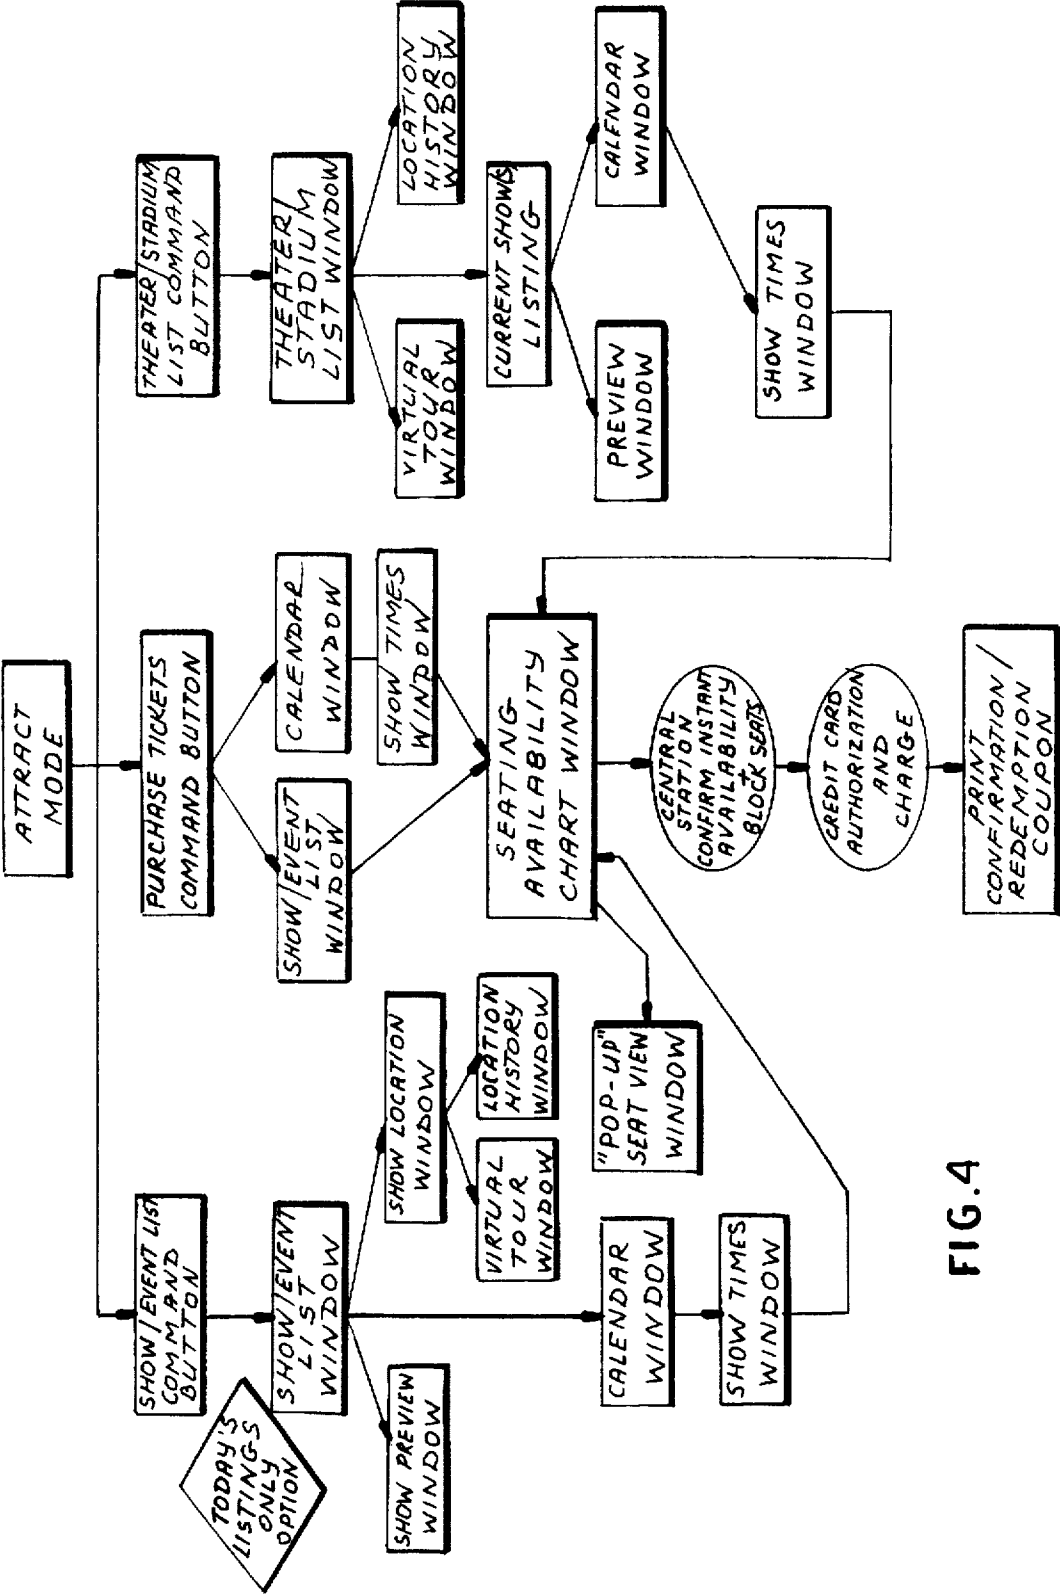 ATTRACT
MODE
SHOW/EVENT LIST
COMMAND
BUTTON
PURCHASE TICKETS
COMMAND BUTTON
THEATER/STADIUM
LIST COMMAND
BUTTON
TODAY'S
LISTINGS
ONLY
OPTION
SHOW/EVENT
LIST
WINDOW
SHOW/EVENT
LIST
WINDOW
CALENDAR
WINDOW
THEATER/
STADIUM
LIST WINDOW
SHOW PREVIEW
WINDOW
SHOW LOCATION
WINDOW
SHOW TIMES
WINDOW
VIRTUAL
TOUR
WINDOW
LOCATION
HISTORY
WINDOW
VIRTUAL
TOUR
WINDOW
LOCATION
HISTORY
WINDOW
SEATING
AVAILABILITY
CHART WINDOW
CURRENT SHOW(S)
LISTING
CALENDAR
WINDOW
"POP-UP"
SEAT VIEW
WINDOW
PREVIEW
WINDOW
CALENDAR
WINDOW
SHOW TIMES
WINDOW
CENTRAL
STATION
CONFIRM INSTANT
AVAILABILITY
+
BLOCK SEATS
SHOW TIMES
WINDOW
CREDIT CARD
AUTHORIZATION
AND
CHARGE
PRINT
CONFIRMATION/
REDEMPTION
COUPON
FIG.4